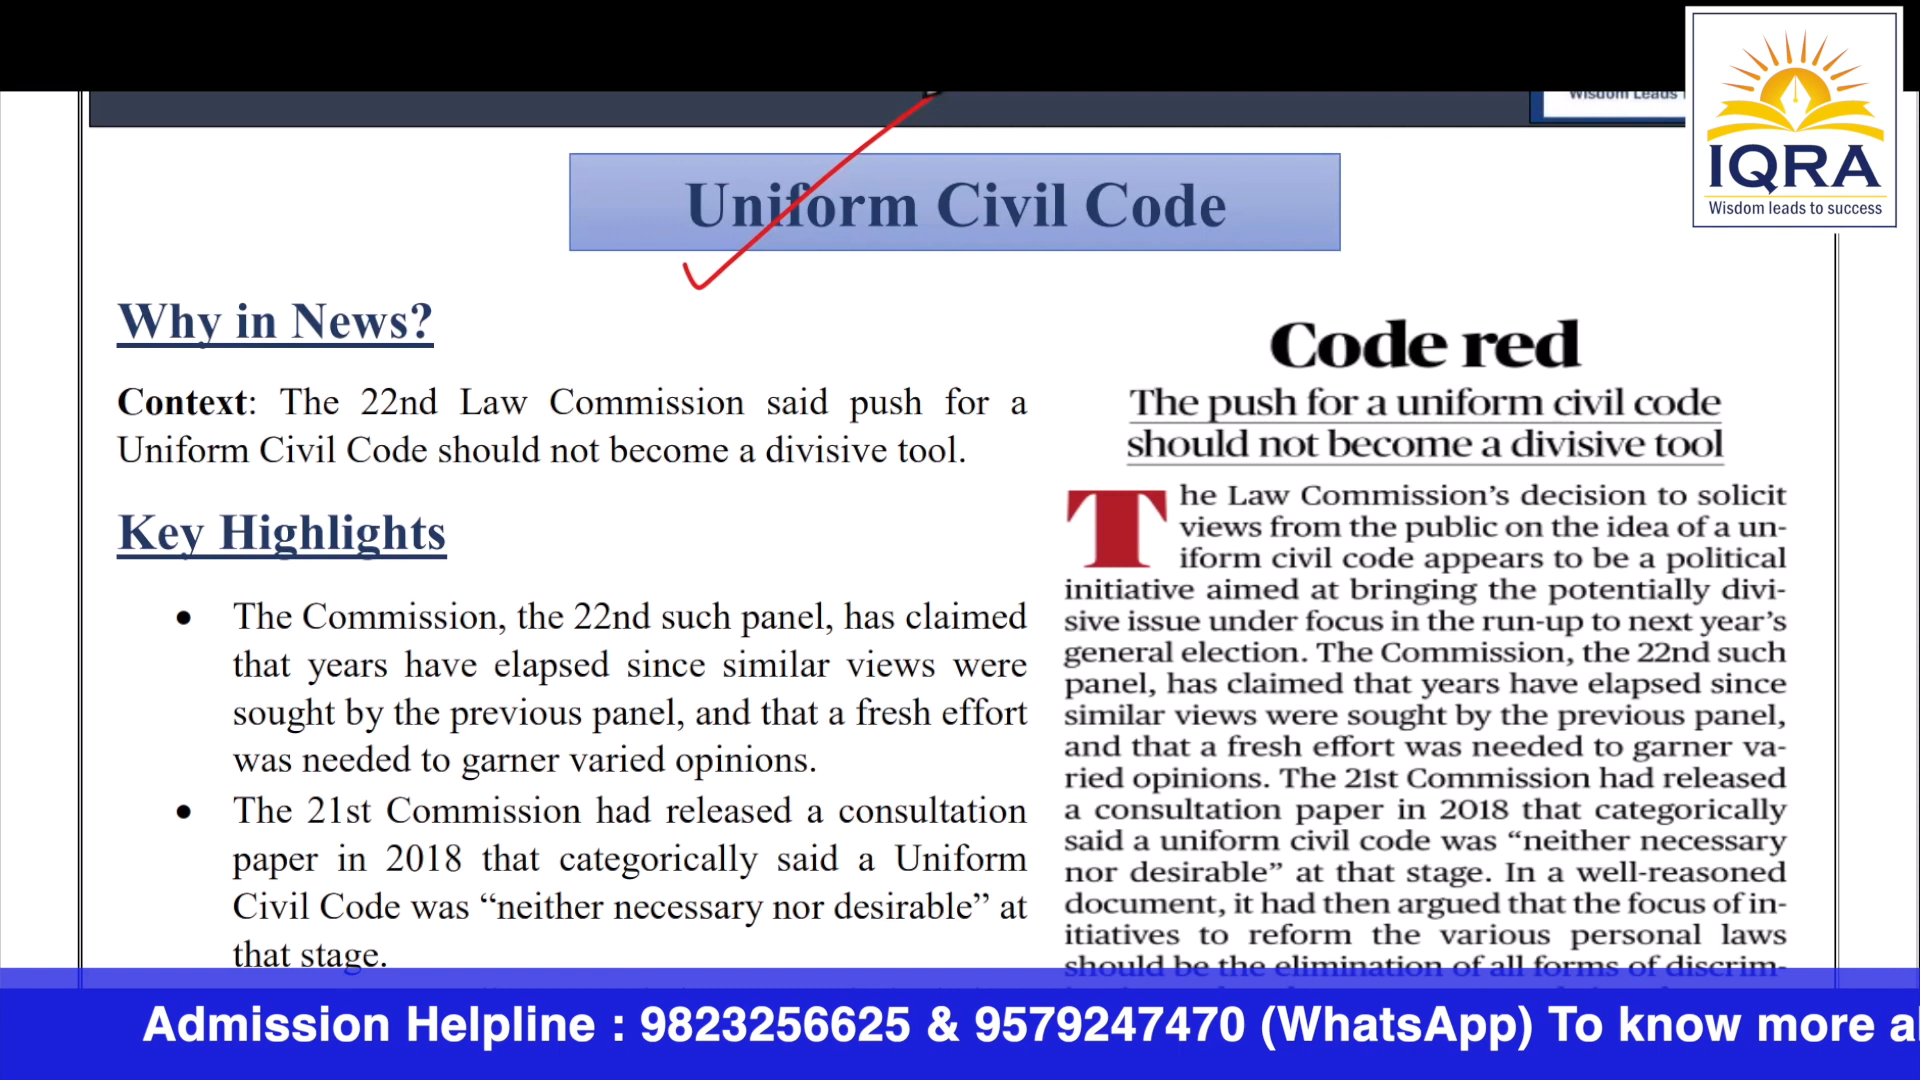 Wisdom Leads
IQRA
Wisdom leads to success
Uniform Civil Code
Why in News?
Context: The 22nd Law Commission said push for a
Uniform Civil Code should not become a divisive tool.
Key Highlights
• The Commission, the 22nd such panel, has claimed
that years have elapsed since similar views were
sought by the previous panel, and that a fresh effort
was needed to garner varied opinions.
• The 21st Commission had released a consultation
paper in 2018 that categorically said a Uniform
Civil Code was “neither necessary nor desirable” at
that stage.
Code red
The push for a uniform civil code
should not become a divisive tool
The Law Commission’s decision to solicit
views from the public on the idea of a un-
iform civil code appears to be a political
initiative aimed at bringing the potentially divi-
sive issue under focus in the run-up to next year’s
general election. The Commission, the 22nd such
panel, has claimed that years have elapsed since
similar views were sought by the previous panel,
and that a fresh effort was needed to garner va-
ried opinions. The 21st Commission had released
a consultation paper in 2018 that categorically
said a uniform civil code was “neither necessary
nor desirable” at that stage. In a well-reasoned
document, it had then argued that the focus of in-
itiatives to reform the various personal laws
should be the elimination of all forms of discrim-
Admission Helpline : 9823256625 & 9579247470 (WhatsApp) To know more a